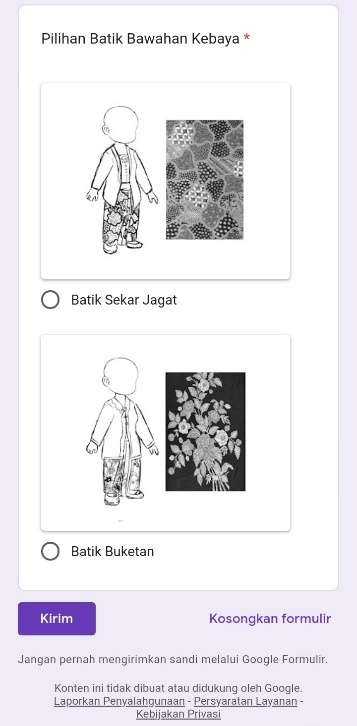 Pilihan Batik Bawahan Kebaya *
Batik Sekar Jagat
Batik Buketan
Kirim
Kosongkan formulir
Jangan pernah mengirimkan sandi melalui Google Formulir.
Konten ini tidak dibuat atau didukung oleh Google.
Laporkan Penyalahgunaan - Persyaratan Layanan -
Kebijakan Privasi